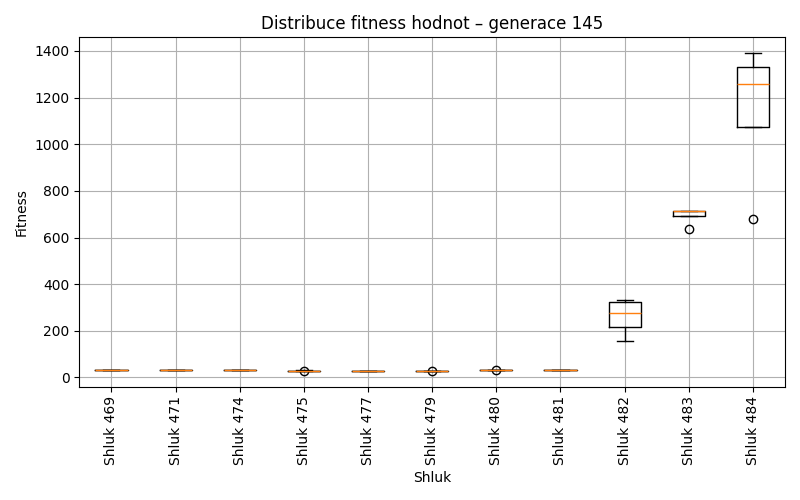 Distribuce fitness hodnot – generace 145
Fitness
1400
1200
1000
800
600
400
200
0
Shluk 469
Shluk 471
Shluk 474
Shluk 475
Shluk 477
Shluk 479
Shluk 480
Shluk 481
Shluk 482
Shluk 483
Shluk 484
Shluk